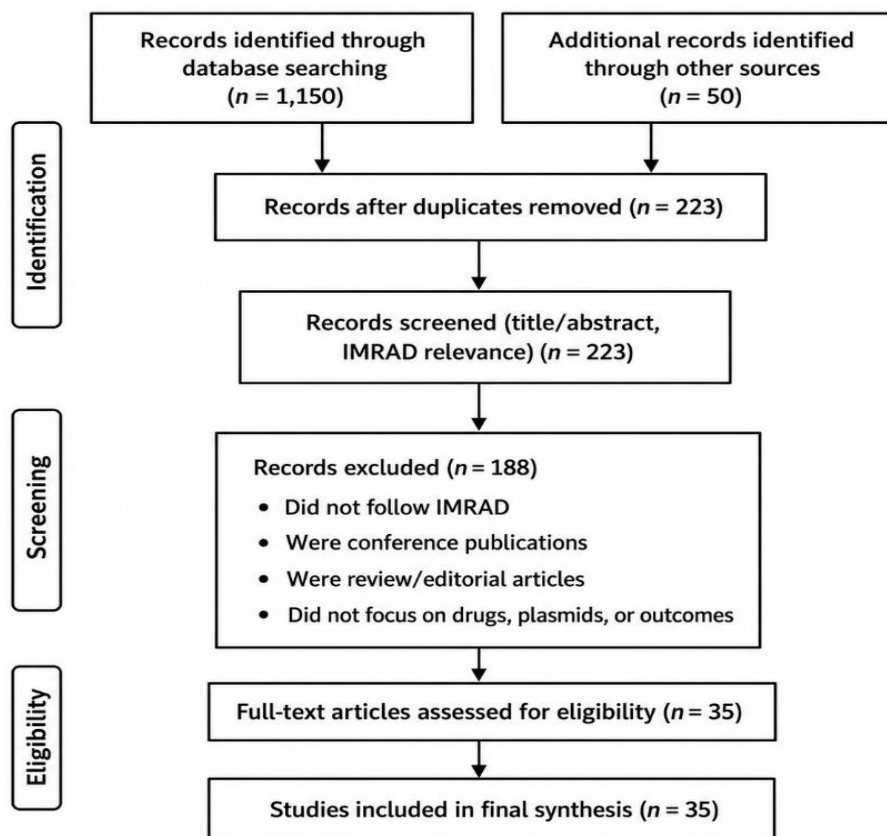 Records identified through
database searching
(n = 1,150)
Additional records identified
through other sources
(n = 50)
Identification
Records after duplicates removed (n = 223)
Records screened (title/abstract,
IMRAD relevance) (n = 223)
Screening
Records excluded (n = 188)
• Did not follow IMRAD
• Were conference publications
• Were review/editorial articles
• Did not focus on drugs, plasmids, or outcomes
Eligibility
Full-text articles assessed for eligibility (n = 35)
Studies included in final synthesis (n = 35)